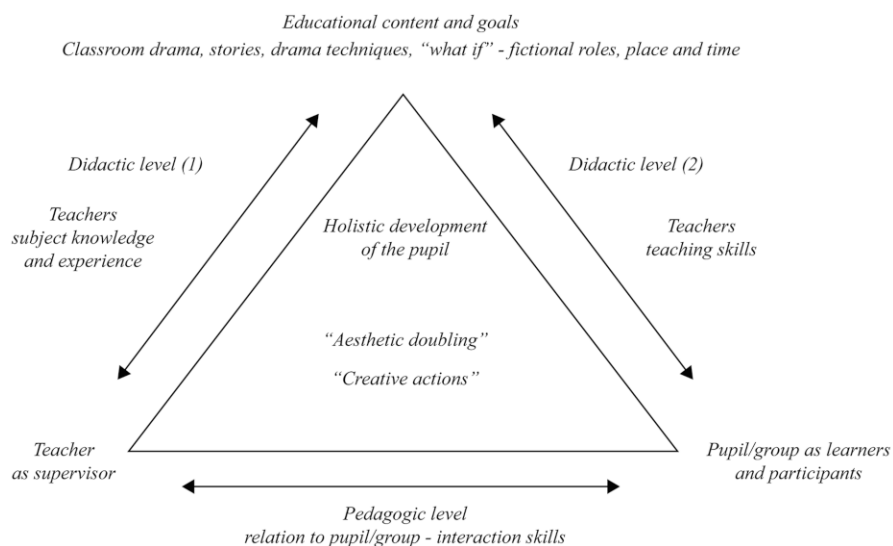 Educational content and goals
Classroom drama, stories, drama techniques, “what if” - fictional roles, place and time
Didactic level (1)
Didactic level (2)
Teachers
subject knowledge
and experience
Holistic development
of the pupil
Teachers
teaching skills
“Aesthetic doubling”
“Creative actions”
Teacher
as supervisor
Pupil/group as learners
and participants
Pedagogic level
relation to pupil/group - interaction skills